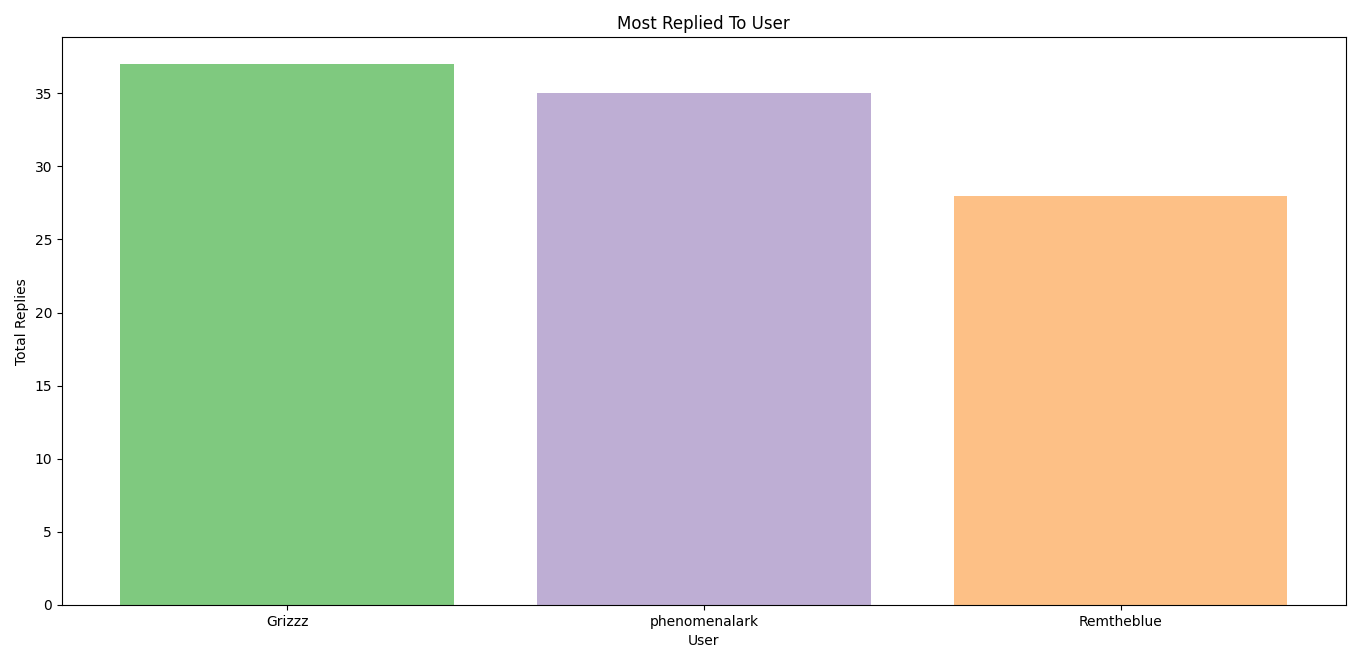 Most Replied To User
Total Replies
35
30
25
20
15
10
5
0
Grizzz phenomenalark Remtheblue
User